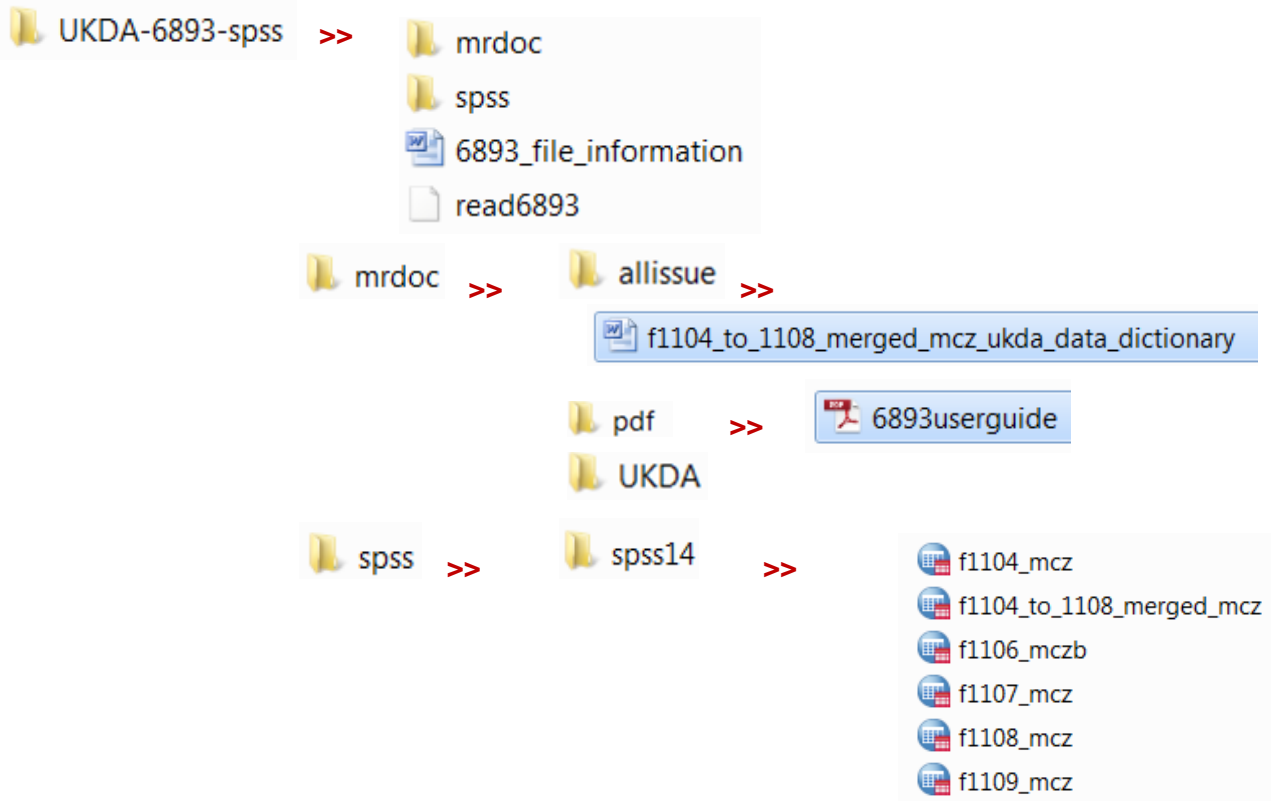 UKDA-6893-spss >> mrdoc
spss
6893_file_information
read6893
mrdoc >> allissue >>
f1104_to_1108_merged_mcz_ukda_data_dictionary
pdf >> 6893userguide
UKDA
spss >> spss14 >> f1104_mcz
f1104_to_1108_merged_mcz
f1106_mczb
f1107_mcz
f1108_mcz
f1109_mcz